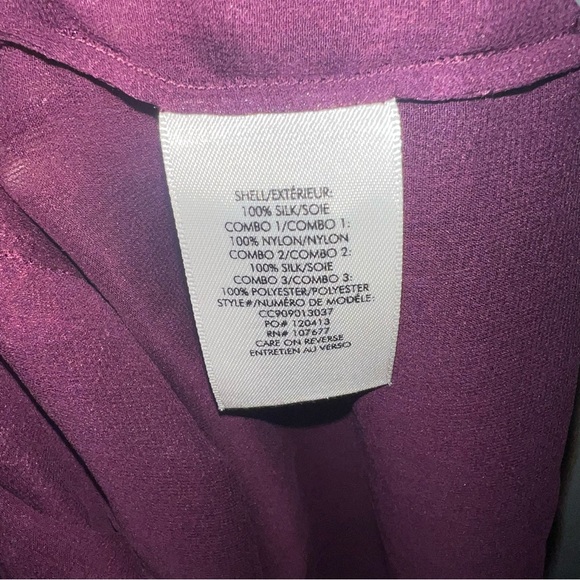 SHELL/EXTÉRIEUR:
100% SILK/SOIE
COMBO 1/COMBO 1:
100% NYLON/NYLON
COMBO 2/COMBO 2:
100% SILK/SOIE
COMBO 3/COMBO 3:
100% POLYESTER/POLYESTER
STYLE#/NUMÉRO DE MODÈLE:
CC909013037
PO# 120413
RN# 107677
CARE ON REVERSE
ENTRETIEN AU VERSO